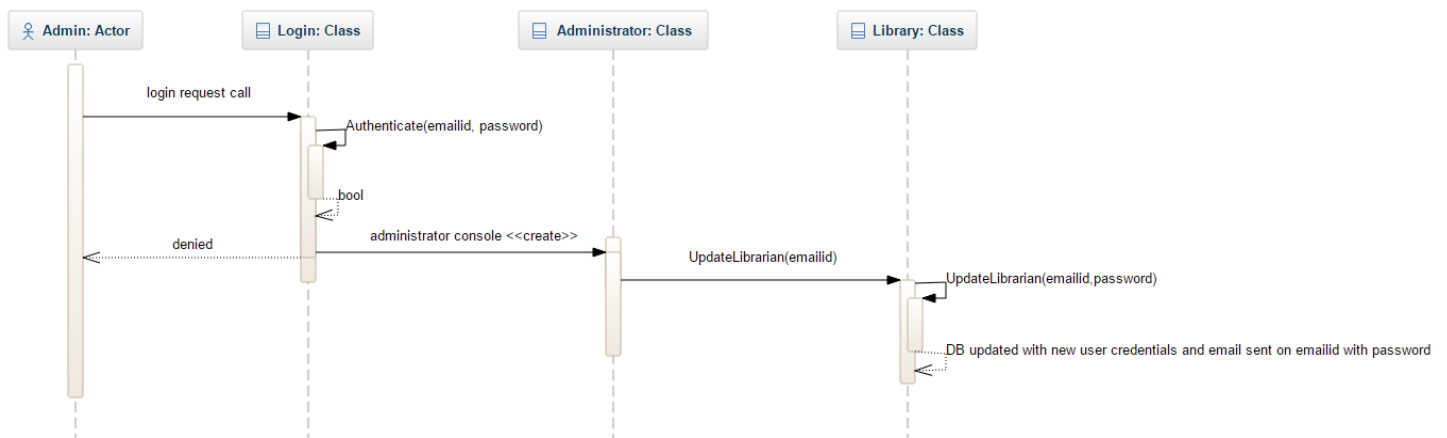 Admin: Actor
Login: Class
Administrator: Class
Library: Class
login request call
Authenticate(emailid, password)
bool
administrator console <<create>>
denied
UpdateLibrarian(emailid)
UpdateLibrarian(emailid,password)
DB updated with new user credentials and email sent on emailid with password